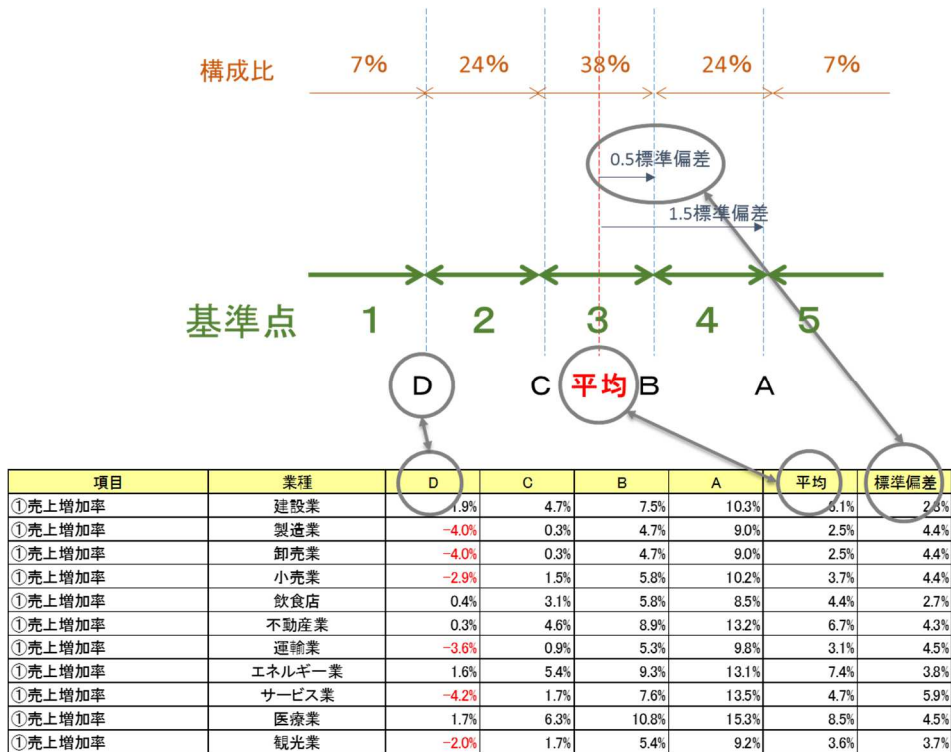 構成比 7% 24% 38% 24% 7%
0.5標準偏差
1.5標準偏差
基準点 1 2 3 4 5
D C 平均 B A
項目 業種 D C B A 平均 標準偏差
①売上増加率 建設業 1.9% 4.7% 7.5% 10.3% 6.1% 2.8%
①売上増加率 製造業 -4.0% 0.3% 4.7% 9.0% 2.5% 4.4%
①売上増加率 卸売業 -4.0% 0.3% 4.7% 9.0% 2.5% 4.4%
①売上増加率 小売業 -2.9% 1.5% 5.8% 10.2% 3.7% 4.4%
①売上増加率 飲食店 0.4% 3.1% 5.8% 8.5% 4.4% 2.7%
①売上増加率 不動産業 0.3% 4.6% 8.9% 13.2% 6.7% 4.3%
①売上増加率 運輸業 -3.6% 0.9% 5.3% 9.8% 3.1% 4.5%
①売上増加率 エネルギー業 1.6% 5.4% 9.3% 13.1% 7.4% 3.8%
①売上増加率 サービス業 -4.2% 1.7% 7.6% 13.5% 4.7% 5.9%
①売上増加率 医療業 1.7% 6.3% 10.8% 15.3% 8.5% 4.5%
①売上増加率 観光業 -2.0% 1.7% 5.4% 9.2% 3.6% 3.7%